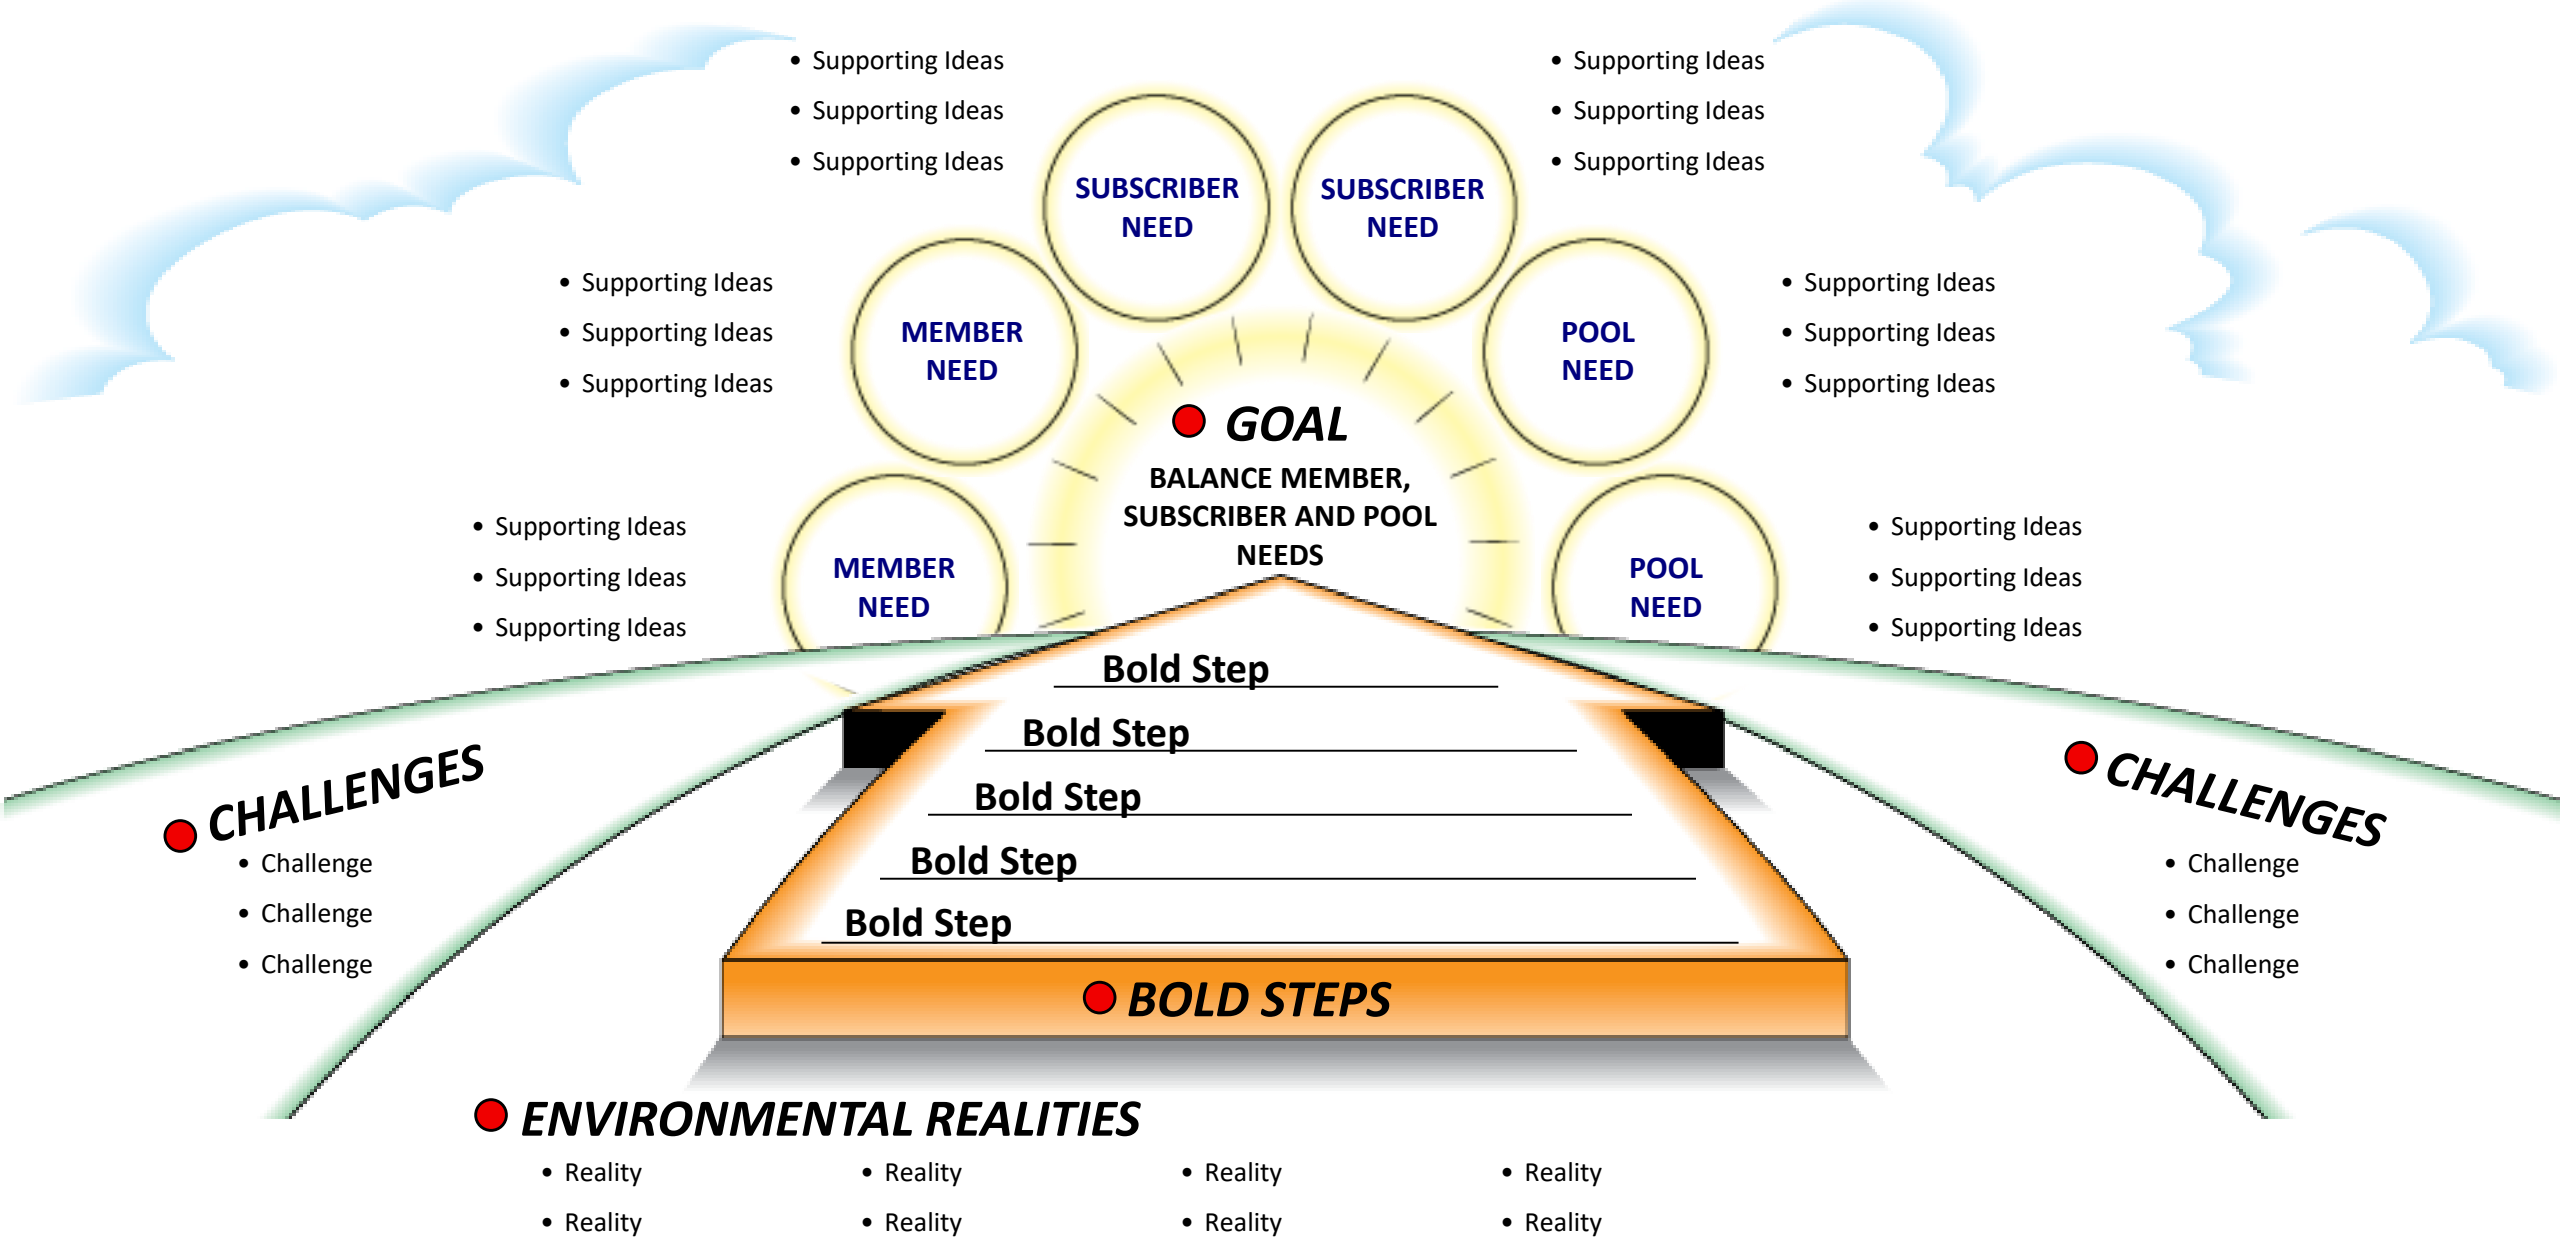 • Supporting Ideas
• Supporting Ideas
• Supporting Ideas
• Supporting Ideas
• Supporting Ideas
• Supporting Ideas
SUBSCRIBER
NEED
SUBSCRIBER
NEED
• Supporting Ideas
• Supporting Ideas
• Supporting Ideas
MEMBER
NEED
POOL
NEED
• Supporting Ideas
• Supporting Ideas
• Supporting Ideas
GOAL
BALANCE MEMBER,
SUBSCRIBER AND POOL
NEEDS
• Supporting Ideas
• Supporting Ideas
• Supporting Ideas
MEMBER
NEED
POOL
NEED
• Supporting Ideas
• Supporting Ideas
• Supporting Ideas
Bold Step
Bold Step
Bold Step
Bold Step
Bold Step
CHALLENGES
• Challenge
• Challenge
• Challenge
CHALLENGES
• Challenge
• Challenge
• Challenge
BOLD STEPS
ENVIRONMENTAL REALITIES
• Reality • Reality • Reality • Reality
• Reality • Reality • Reality • Reality